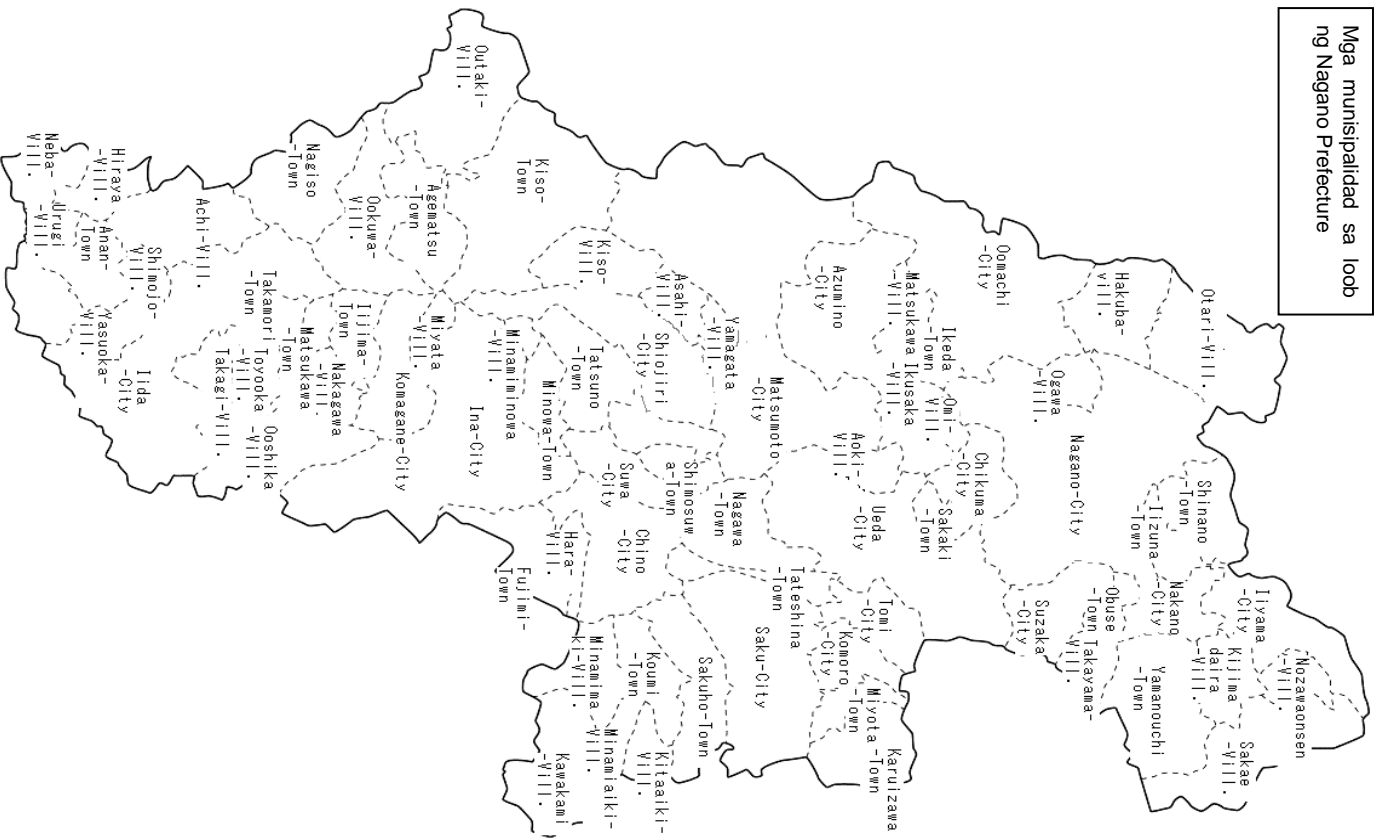 Mga munisipalidad sa loob
ng Nagano Prefecture
Nozawaonsen
-Vill.
Iiyama
-City
Sakae
-Vill.
Kijima
daira
-Vill.
Otari-Vill.
Shinano
-Town
Nakano
-City
Iizuna
-Town
Yamanouchi
-Town
Hakuba-
Vill.
Obuse
-Town
Takayama-
Vill.
Nagano-City
Ogawa
-Vill.
Suzaka
-City
Oomachi
-City
Chikuma
-City
Omi-
Vill.
Ikeda
-Town
Sakaki
-Town
Matsukawa
-Vill.
Ikusaka
-Vill.
Karuizawa
-Town
Tomi
-City
Ueda
-City
Miyota
-Town
Aoki-
Vill.
Komoro
-City
Azumino
-City
Tateshina
-Town
Matsumoto
-City
Saku-City
Nagawa
-Town
Yamagata
-Vill.
Sakuho-Town
Asahi-
Vill.
Shimosuw
a-Town
Shiojiri
-City
Kitaaiki-
Vill.
Koumi
-Town
Chino
-City
Suwa
-City
Kiso-
Vill.
Minamiaiki-
Vill.
Minamima
ki-Vill.
Tatsuno
-Town
Hara-
Vill.
Kawakami
-Vill.
Minowa-Town
Kiso-
Town
Fujimi-
Town
Minamiminowa
-Vill.
Outaki-
Vill.
Ina-City
Agematsu
-Town
Miyata
-Vill.
Komagane-City
Ookuwa-
Vill.
Iijima-
Town
Nakagawa
-Vill.
Nagiso
-Town
Matsukawa
-Town
Ooshika
-Vill.
Takamori
-Town
Toyooka
-Vill.
Takagi-Vill.
Achi-Vill.
Shimojo-
Vill.
Iida
-City
Hiraya
-Vill.
Anan-
Town
Yasuoka-
Vill.
Urugi
-Vill.
Neba-
Vill.